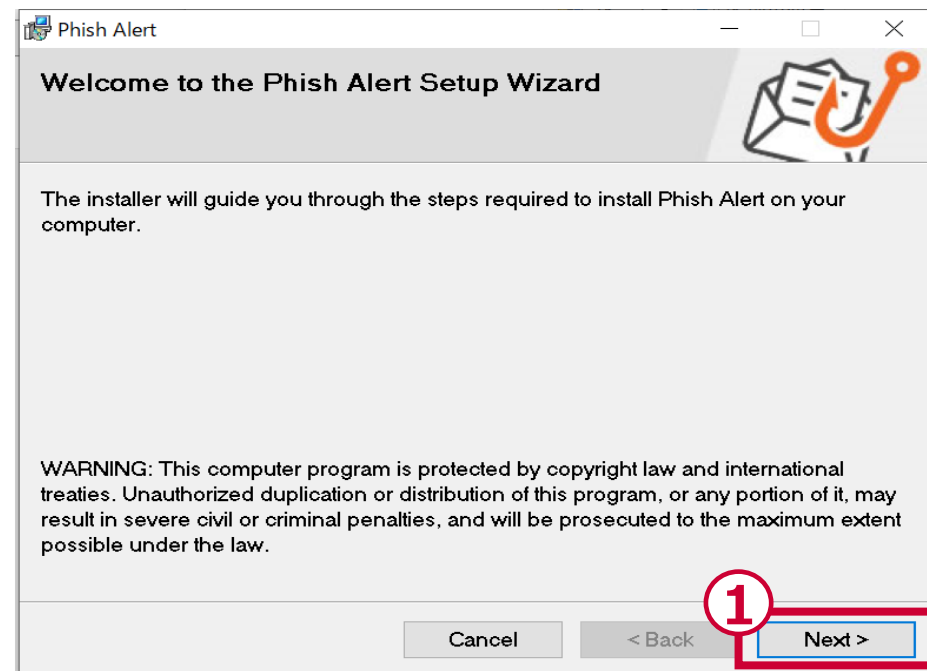 Phish Alert
Welcome to the Phish Alert Setup Wizard
The installer will guide you through the steps required to install Phish Alert on your
computer.
WARNING: This computer program is protected by copyright law and international
treaties. Unauthorized duplication or distribution of this program, or any portion of it, may
result in severe civil or criminal penalties, and will be prosecuted to the maximum extent
possible under the law.
1
Cancel < Back Next >